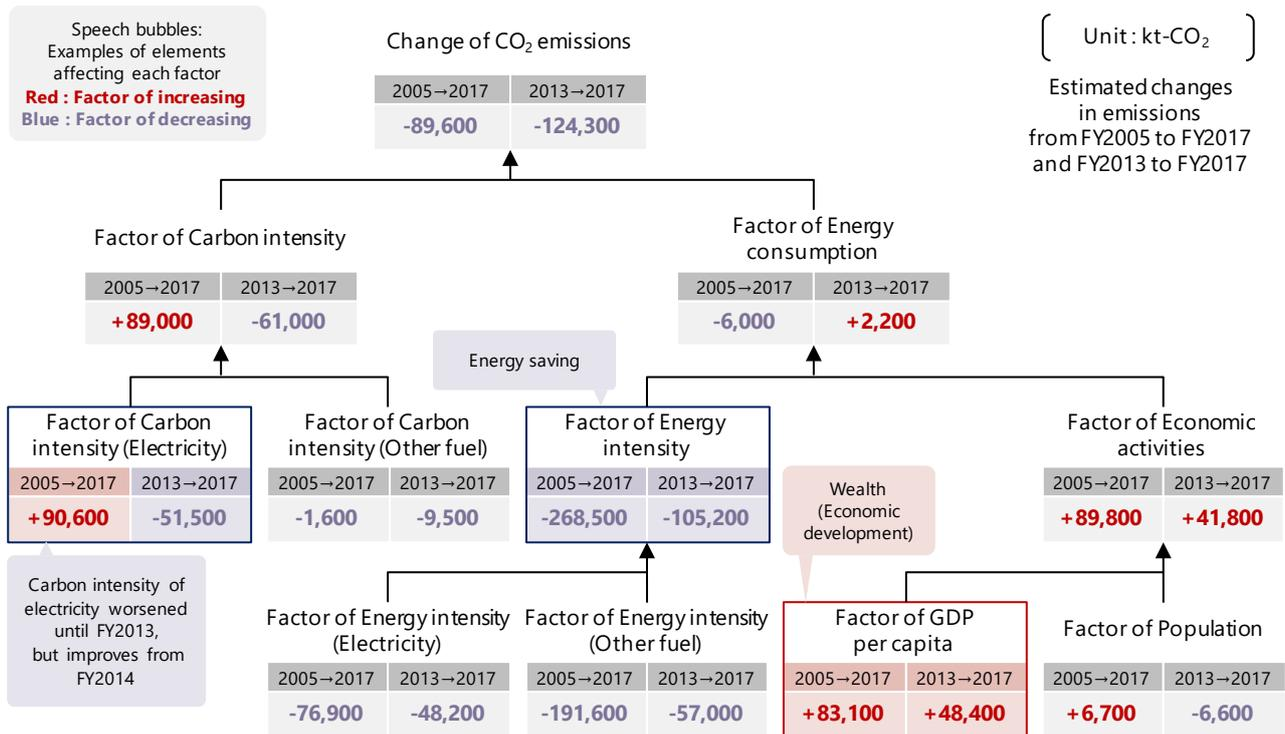 Speech bubbles:
Examples of elements
affecting each factor
Red : Factor of increasing
Blue : Factor of decreasing
Change of CO₂ emissions
2005→2017 2013→2017
-89,600 -124,300
Unit : kt-CO₂
Estimated changes
in emissions
from FY2005 to FY2017
and FY2013 to FY2017
Factor of Carbon intensity
2005→2017 2013→2017
+89,000 -61,000
Factor of Energy
consumption
2005→2017 2013→2017
-6,000 +2,200
Energy saving
Factor of Carbon
intensity (Electricity)
2005→2017 2013→2017
+90,600 -51,500
Factor of Carbon
intensity (Other fuel)
2005→2017 2013→2017
-1,600 -9,500
Factor of Energy
intensity
2005→2017 2013→2017
-268,500 -105,200
Wealth
(Economic
development)
Factor of Economic
activities
2005→2017 2013→2017
+89,800 +41,800
Carbon intensity of
electricity worsened
until FY2013,
but improves from
FY2014
Factor of Energy intensity
(Electricity)
2005→2017 2013→2017
-76,900 -48,200
Factor of Energy intensity
(Other fuel)
2005→2017 2013→2017
-191,600 -57,000
Factor of GDP
per capita
2005→2017 2013→2017
+83,100 +48,400
Factor of Population
2005→2017 2013→2017
+6,700 -6,600